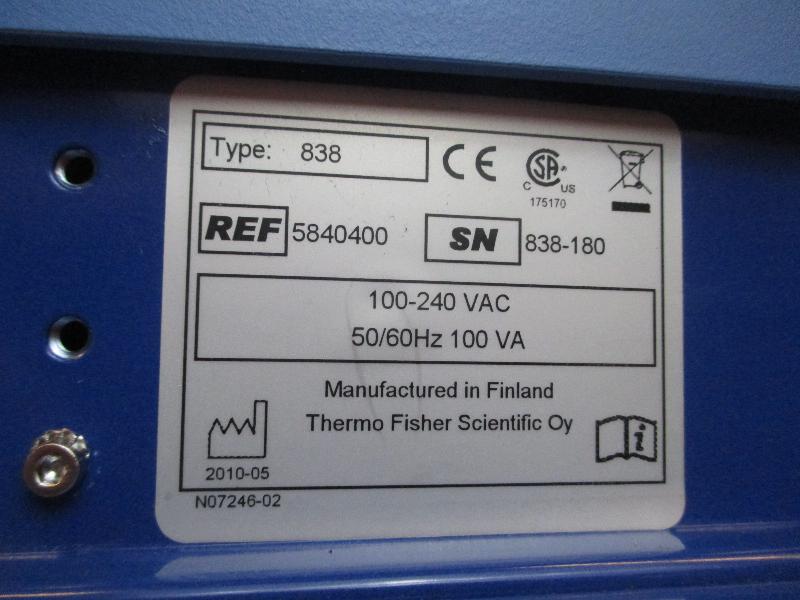 Type: 838
CE
C SA US
175170
REF 5840400
SN 838-180
100-240 VAC
50/60Hz 100 VA
Manufactured in Finland
Thermo Fisher Scientific Oy
2010-05
i
N07246-02